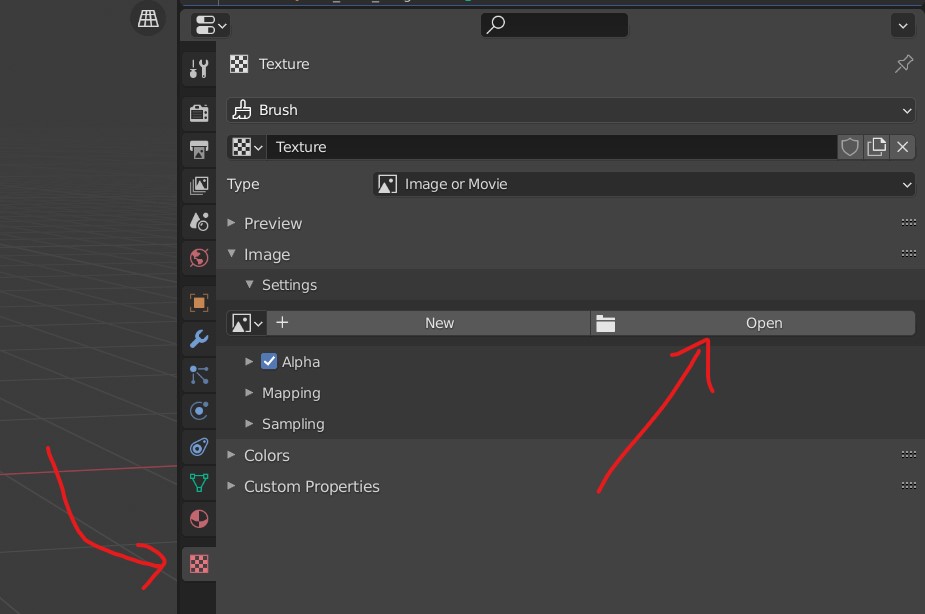 Texture
Brush
Texture
Type Image or Movie
Preview
Image
Settings
New Open
Alpha
Mapping
Sampling
Colors
Custom Properties